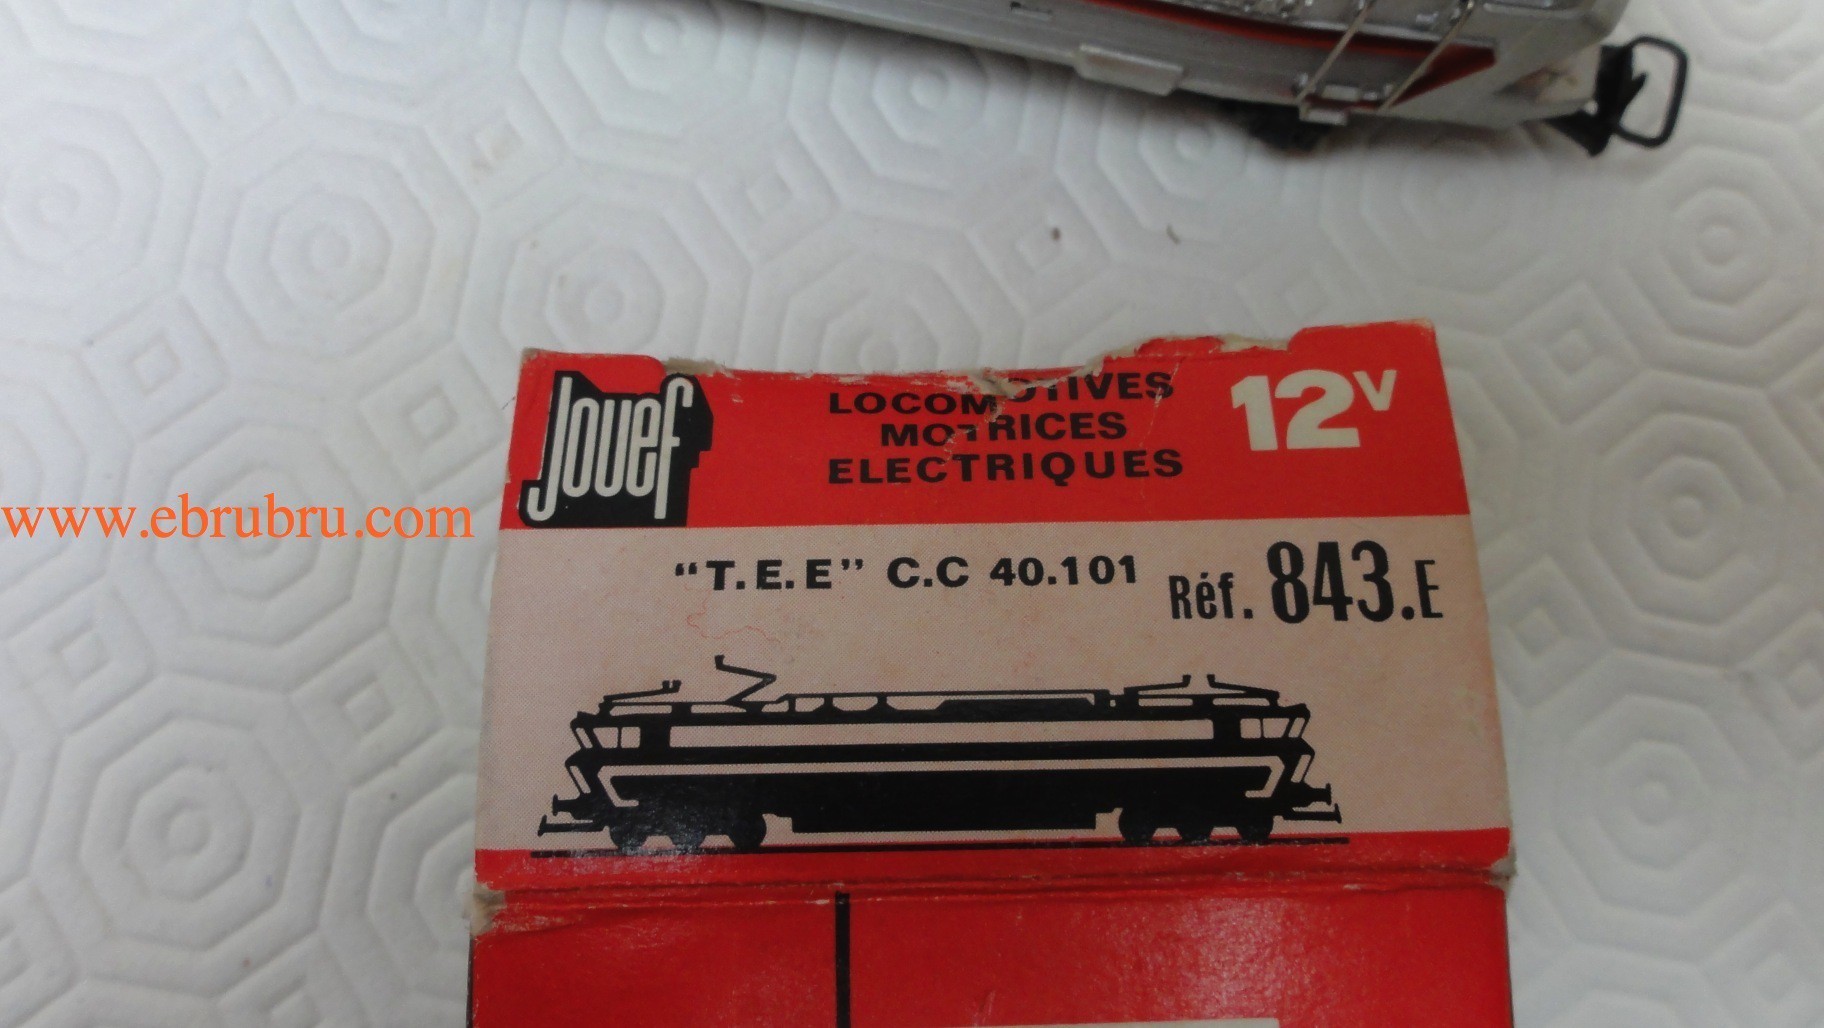 Jouef
LOCOMOTIVES
MOTRICES
ELECTRIQUES
12V
www.ebrubru.com
“T.E.E” C.C 40.101
Réf. 843.E